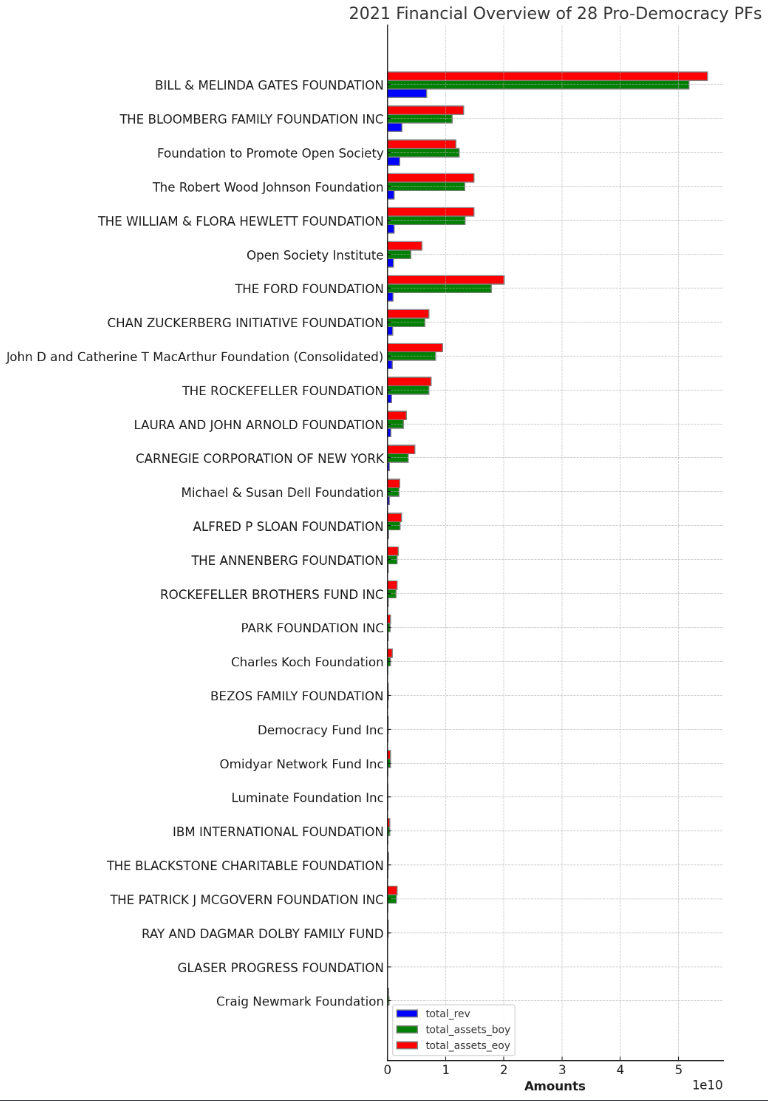 2021 Financial Overview of 28 Pro-Democracy PFs
BILL & MELINDA GATES FOUNDATION
THE BLOOMBERG FAMILY FOUNDATION INC
Foundation to Promote Open Society
The Robert Wood Johnson Foundation
THE WILLIAM & FLORA HEWLETT FOUNDATION
Open Society Institute
THE FORD FOUNDATION
CHAN ZUCKERBERG INITIATIVE FOUNDATION
John D and Catherine T MacArthur Foundation (Consolidated)
THE ROCKEFELLER FOUNDATION
LAURA AND JOHN ARNOLD FOUNDATION
CARNEGIE CORPORATION OF NEW YORK
Michael & Susan Dell Foundation
ALFRED P SLOAN FOUNDATION
THE ANNENBERG FOUNDATION
ROCKEFELLER BROTHERS FUND INC
PARK FOUNDATION INC
Charles Koch Foundation
BEZOS FAMILY FOUNDATION
Democracy Fund Inc
Omidyar Network Fund Inc
Luminate Foundation Inc
IBM INTERNATIONAL FOUNDATION
THE BLACKSTONE CHARITABLE FOUNDATION
THE PATRICK J MCGOVERN FOUNDATION INC
RAY AND DAGMAR DOLBY FAMILY FUND
GLASER PROGRESS FOUNDATION
Craig Newmark Foundation
total_rev
total_assets_boy
total_assets_eoy
0 1 2 3 4 5
Amounts
1e10